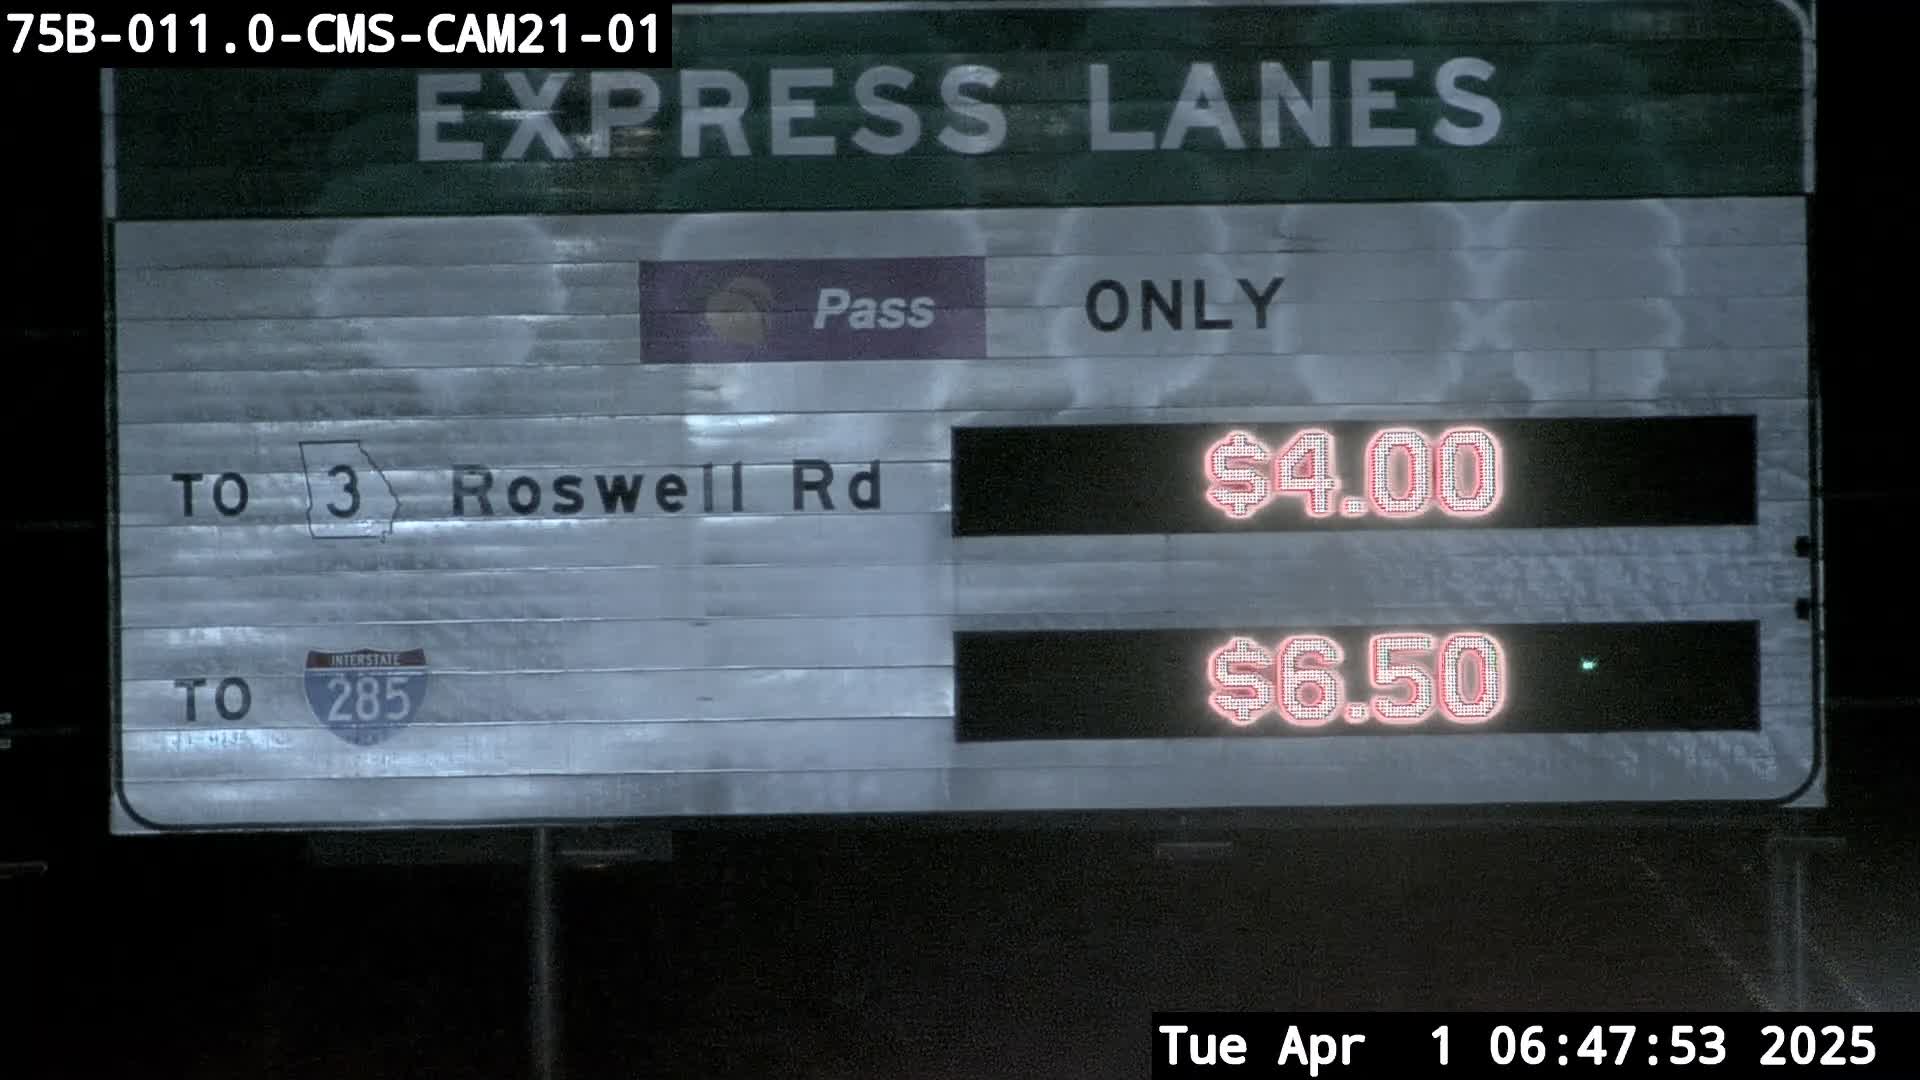 75B-011.0-CMS-CAM21-01
EXPRESS LANES
Pass ONLY
TO 3 Roswell Rd $4.00
INTERSTATE
TO 285 $6.50
Tue Apr 1 06:47:53 2025